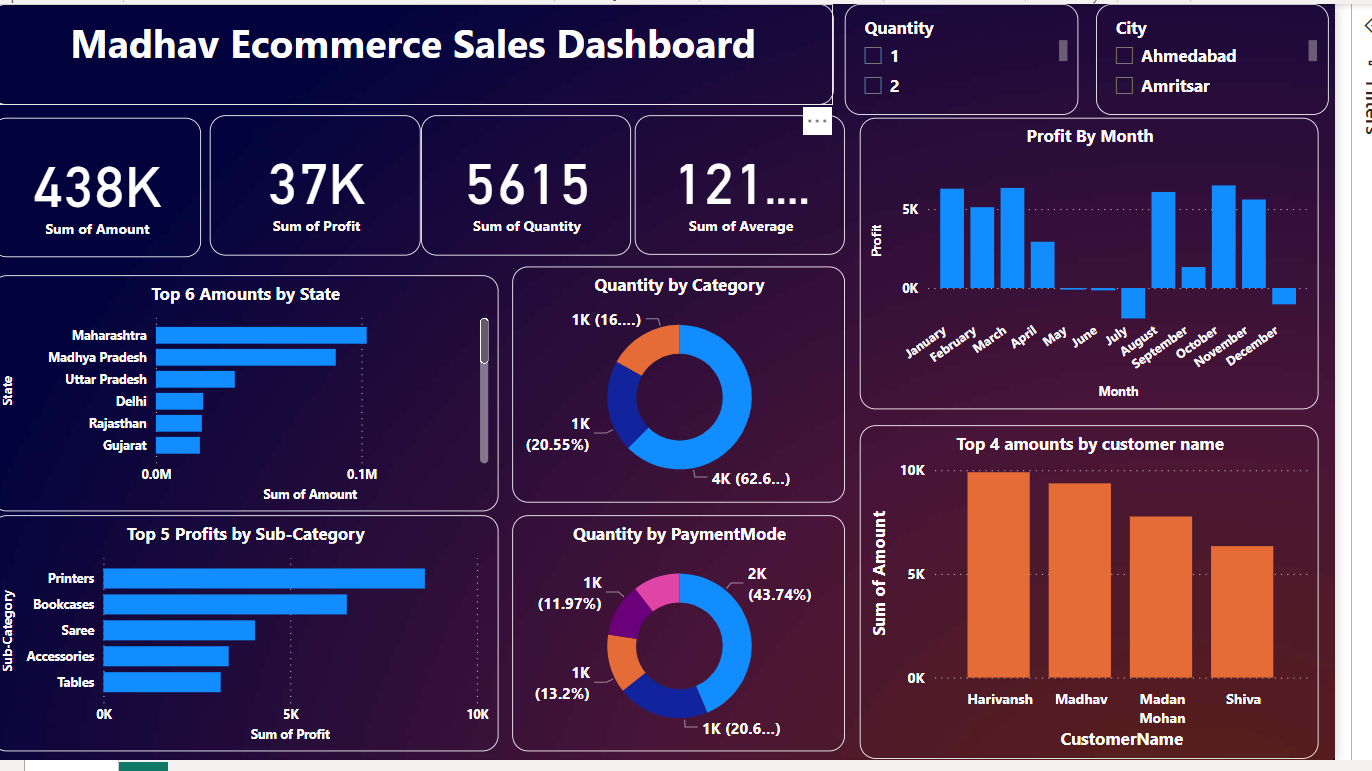 Madhav Ecommerce Sales Dashboard
Quantity
1
2
City
Ahmedabad
Amritsar
438K
Sum of Amount
37K
Sum of Profit
5615
Sum of Quantity
121....
Sum of Average
...
Profit By Month
Profit
5K
0K
January
February
March
April
May
June
July
August
September
October
November
December
Month
Top 6 Amounts by State
State
Maharashtra
Madhya Pradesh
Uttar Pradesh
Delhi
Rajasthan
Gujarat
0.0M
0.1M
Sum of Amount
Quantity by Category
1K (16....)
1K
(20.55%)
4K (62.6...)
Top 5 Profits by Sub-Category
Sub-Category
Printers
Bookcases
Saree
Accessories
Tables
0K
5K
10K
Sum of Profit
Quantity by PaymentMode
2K
(43.74%)
1K
(11.97%)
1K
(13.2%)
1K (20.6...)
Top 4 amounts by customer name
Sum of Amount
10K
5K
0K
Harivansh
Madhav
Madan
Mohan
Shiva
CustomerName